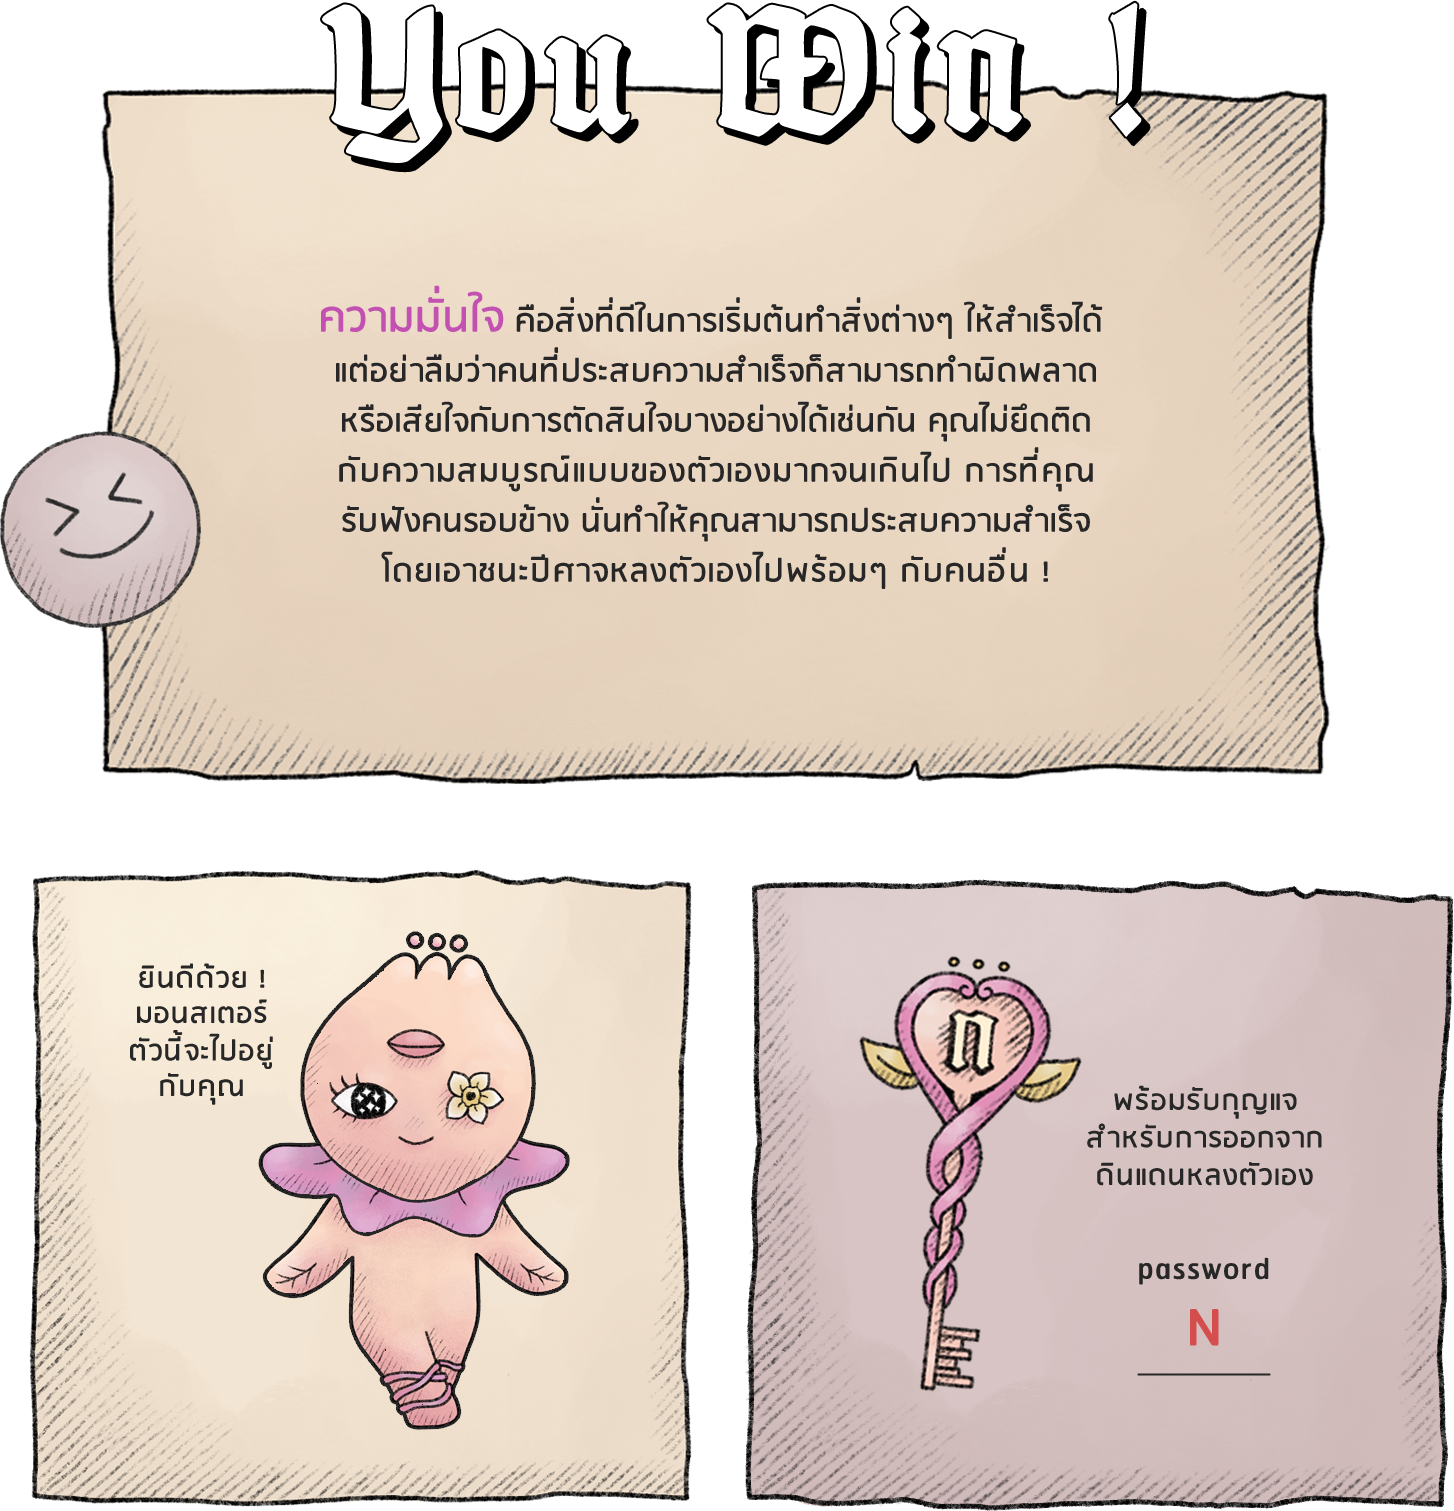 You Win !
ความมั่นใจ คือสิ่งที่ดีในการเริ่มต้นทำสิ่งต่างๆ ให้สำเร็จได้
แต่อย่าลืมว่าคนที่ประสบความสำเร็จก็สามารถทำผิดพลาด
หรือเสียใจกับการตัดสินใจบางอย่างได้เช่นกัน คุณไม่ยึดติด
กับความสมบูรณ์แบบของตัวเองมากจนเกินไป การที่คุณ
รับฟังคนรอบข้าง นั่นทำให้คุณสามารถประสบความสำเร็จ
โดยเอาชนะปีศาจหลงตัวเองไปพร้อมๆ กับคนอื่น !
ยินดีด้วย !
มอนสเตอร์
ตัวนี้จะไปอยู่
กับคุณ
n
พร้อมรับกุญแจ
สำหรับการออกจาก
ดินแดนหลงตัวเอง
password
N